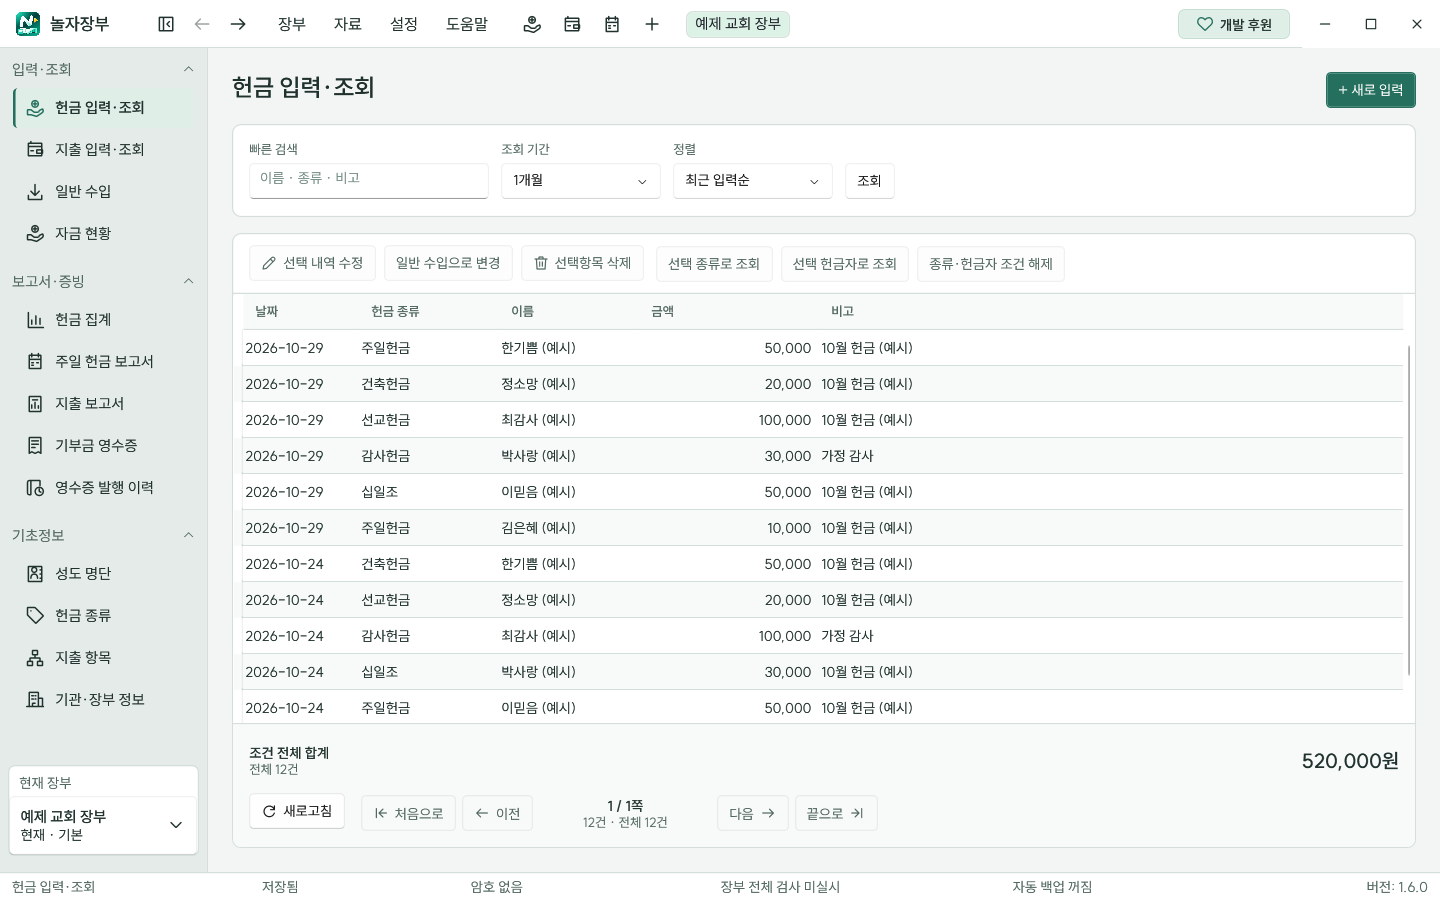 놀자장부 장부 자료 설정 도움말 예제 교회 장부 개발 후원
입력·조회
헌금 입력·조회
지출 입력·조회
일반 수입
자금 현황
보고서·증빙
헌금 집계
주일 헌금 보고서
지출 보고서
기부금 영수증
영수증 발행 이력
기초정보
성도 명단
헌금 종류
지출 항목
기관·장부 정보
현재 장부
예제 교회 장부
현재 · 기본
헌금 입력·조회
+ 새로 입력
빠른 검색 조회 기간 정렬
이름 · 종류 · 비고 1개월 최근 입력순 조회
선택 내역 수정 일반 수입으로 변경 선택항목 삭제 선택 종류로 조회 선택 헌금자로 조회 종류·헌금자 조건 해제
날짜 헌금 종류 이름 금액 비고
2026-10-29 주일헌금 한기쁨 (예시) 50,000 10월 헌금 (예시)
2026-10-29 건축헌금 정소망 (예시) 20,000 10월 헌금 (예시)
2026-10-29 선교헌금 최감사 (예시) 100,000 10월 헌금 (예시)
2026-10-29 감사헌금 박사랑 (예시) 30,000 가정 감사
2026-10-29 십일조 이믿음 (예시) 50,000 10월 헌금 (예시)
2026-10-29 주일헌금 김은혜 (예시) 10,000 10월 헌금 (예시)
2026-10-24 건축헌금 한기쁨 (예시) 50,000 10월 헌금 (예시)
2026-10-24 선교헌금 정소망 (예시) 20,000 10월 헌금 (예시)
2026-10-24 감사헌금 최감사 (예시) 100,000 가정 감사
2026-10-24 십일조 박사랑 (예시) 30,000 10월 헌금 (예시)
2026-10-24 주일헌금 이믿음 (예시) 50,000 10월 헌금 (예시)
조건 전체 합계
전체 12건
520,000원
새로고침 처음으로 이전 1 / 1쪽 다음 끝으로
12건 · 전체 12건
헌금 입력·조회 저장됨 암호 없음 장부 전체 검사 미실시 자동 백업 꺼짐 버전: 1.6.0